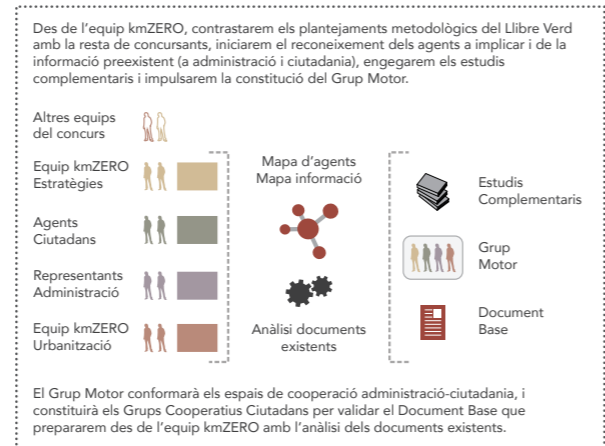 Des de l'equip kmZERO, contrastarem els plantejaments metodològics del Llibre Verd
amb la resta de concursants, iniciarem el reconeixement dels agents a implicar i de la
informació preexistent (a administració i ciutadania), engegarem els estudis
complementaris i impulsarem la constitució del Grup Motor.
Altres equips
del concurs
Equip kmZERO
Estratègies
Agents
Ciutadans
Representants
Administració
Equip kmZERO
Urbanització
Mapa d'agents
Mapa informació
Anàlisi documents
existents
Estudis
Complementaris
Grup
Motor
Document
Base
El Grup Motor conformarà els espais de cooperació administració-ciutadania, i
constituirà els Grups Cooperatius Ciutadans per validar el Document Base que
prepararem des de l'equip kmZERO amb l'anàlisi dels documents existents.